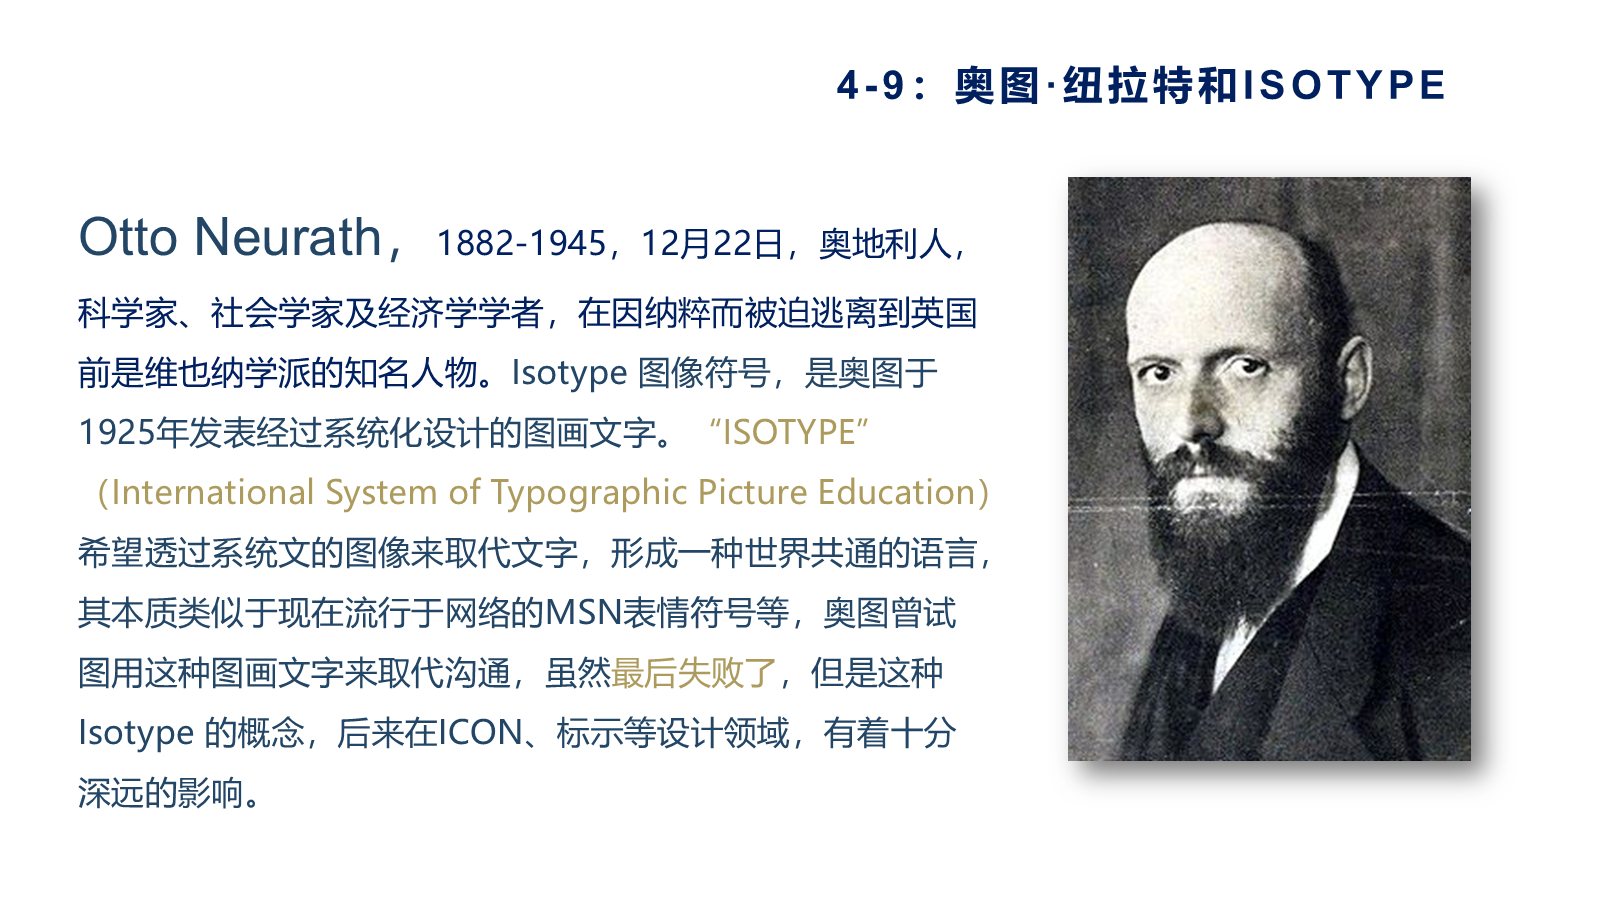 4-9：奥图·纽拉特和ISOTYPE
Otto Neurath，1882-1945，12月22日，奥地利人，
科学家、社会学家及经济学学者，在因纳粹而被迫逃离到英国
前是维也纳学派的知名人物。Isotype 图像符号，是奥图于
1925年发表经过系统化设计的图画文字。 “ISOTYPE”
（International System of Typographic Picture Education）
希望透过系统文的图像来取代文字，形成一种世界共通的语言，
其本质类似于现在流行于网络的MSN表情符号等，奥图曾试
图用这种图画文字来取代沟通，虽然最后失败了，但是这种
Isotype 的概念，后来在ICON、标示等设计领域，有着十分
深远的影响。